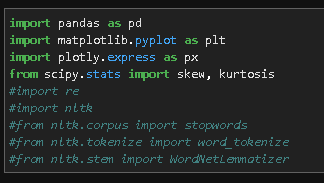 import pandas as pd
import matplotlib.pyplot as plt
import plotly.express as px
from scipy.stats import skew, kurtosis
#import re
#import nltk
#from nltk.corpus import stopwords
#from nltk.tokenize import word_tokenize
#from nltk.stem import WordNetLemmatizer